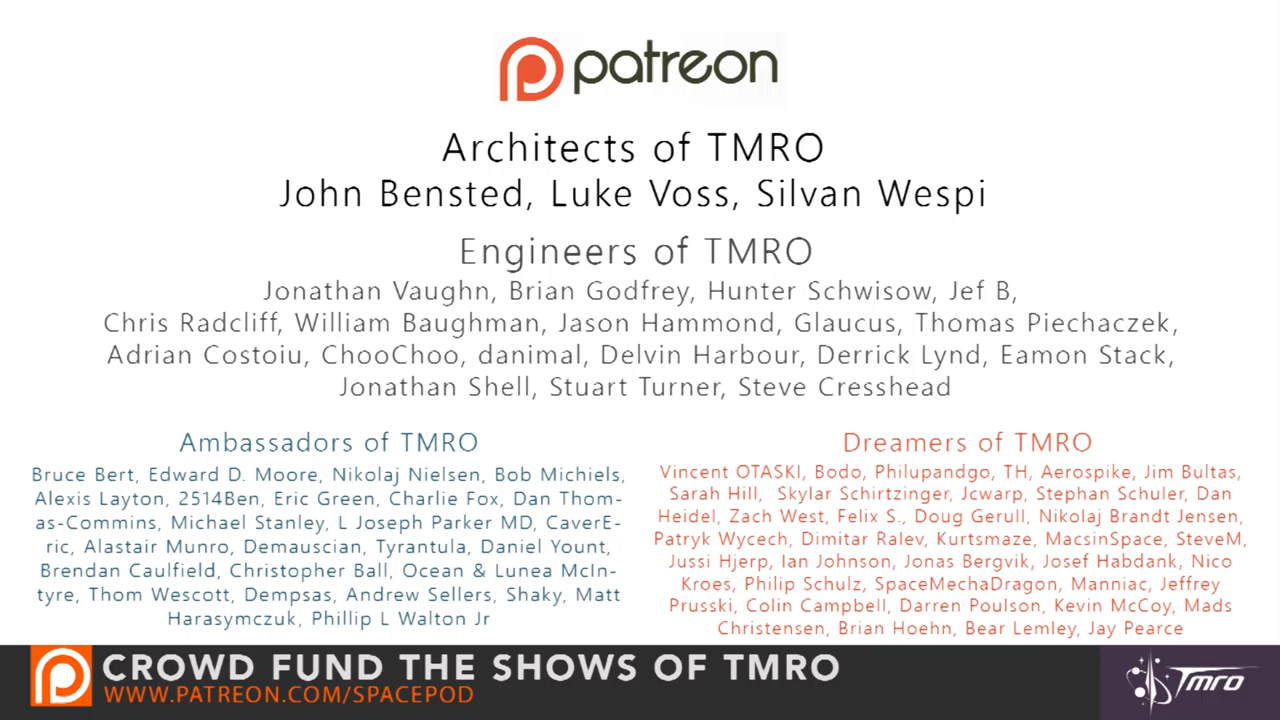 patreon
Architects of TMRO
John Bensted, Luke Voss, Silvan Wespi
Engineers of TMRO
Jonathan Vaughn, Brian Godfrey, Hunter Schwisow, Jef B,
Chris Radcliff, William Baughman, Jason Hammond, Glaucus, Thomas Piechaczek,
Adrian Costoiu, ChooChoo, danimal, Delvin Harbour, Derrick Lynd, Eamon Stack,
Jonathan Shell, Stuart Turner, Steve Cresshead
Ambassadors of TMRO
Bruce Bert, Edward D. Moore, Nikolaj Nielsen, Bob Michiels,
Alexis Layton, 2514Ben, Eric Green, Charlie Fox, Dan Thom-
as-Commins, Michael Stanley, L Joseph Parker MD, CaverE-
ric, Alastair Munro, Demauscian, Tyrantula, Daniel Yount,
Brendan Caulfield, Christopher Ball, Ocean & Lunea McIn-
tyre, Thom Wescott, Dempsas, Andrew Sellers, Shaky, Matt
Harasymczuk, Phillip L Walton Jr
Dreamers of TMRO
Vincent OTASKI, Bodo, Philupandgo, TH, Aerospike, Jim Bultas,
Sarah Hill, Skylar Schirtzinger, Jcwarp, Stephan Schuler, Dan
Heidel, Zach West, Felix S., Doug Gerull, Nikolaj Brandt Jensen,
Patryk Wycech, Dimitar Ralev, Kurtsmaze, MacsinSpace, SteveM,
Jussi Hjerp, Ian Johnson, Jonas Bergvik, Josef Habdank, Nico
Kroes, Philip Schulz, SpaceMechaDragon, Manniac, Jeffrey
Prusski, Colin Campbell, Darren Poulson, Kevin McCoy, Mads
Christensen, Brian Hoehn, Bear Lemley, Jay Pearce
CROWD FUND THE SHOWS OF TMRO
WWW.PATREON.COM/SPACEPOD
Tmro